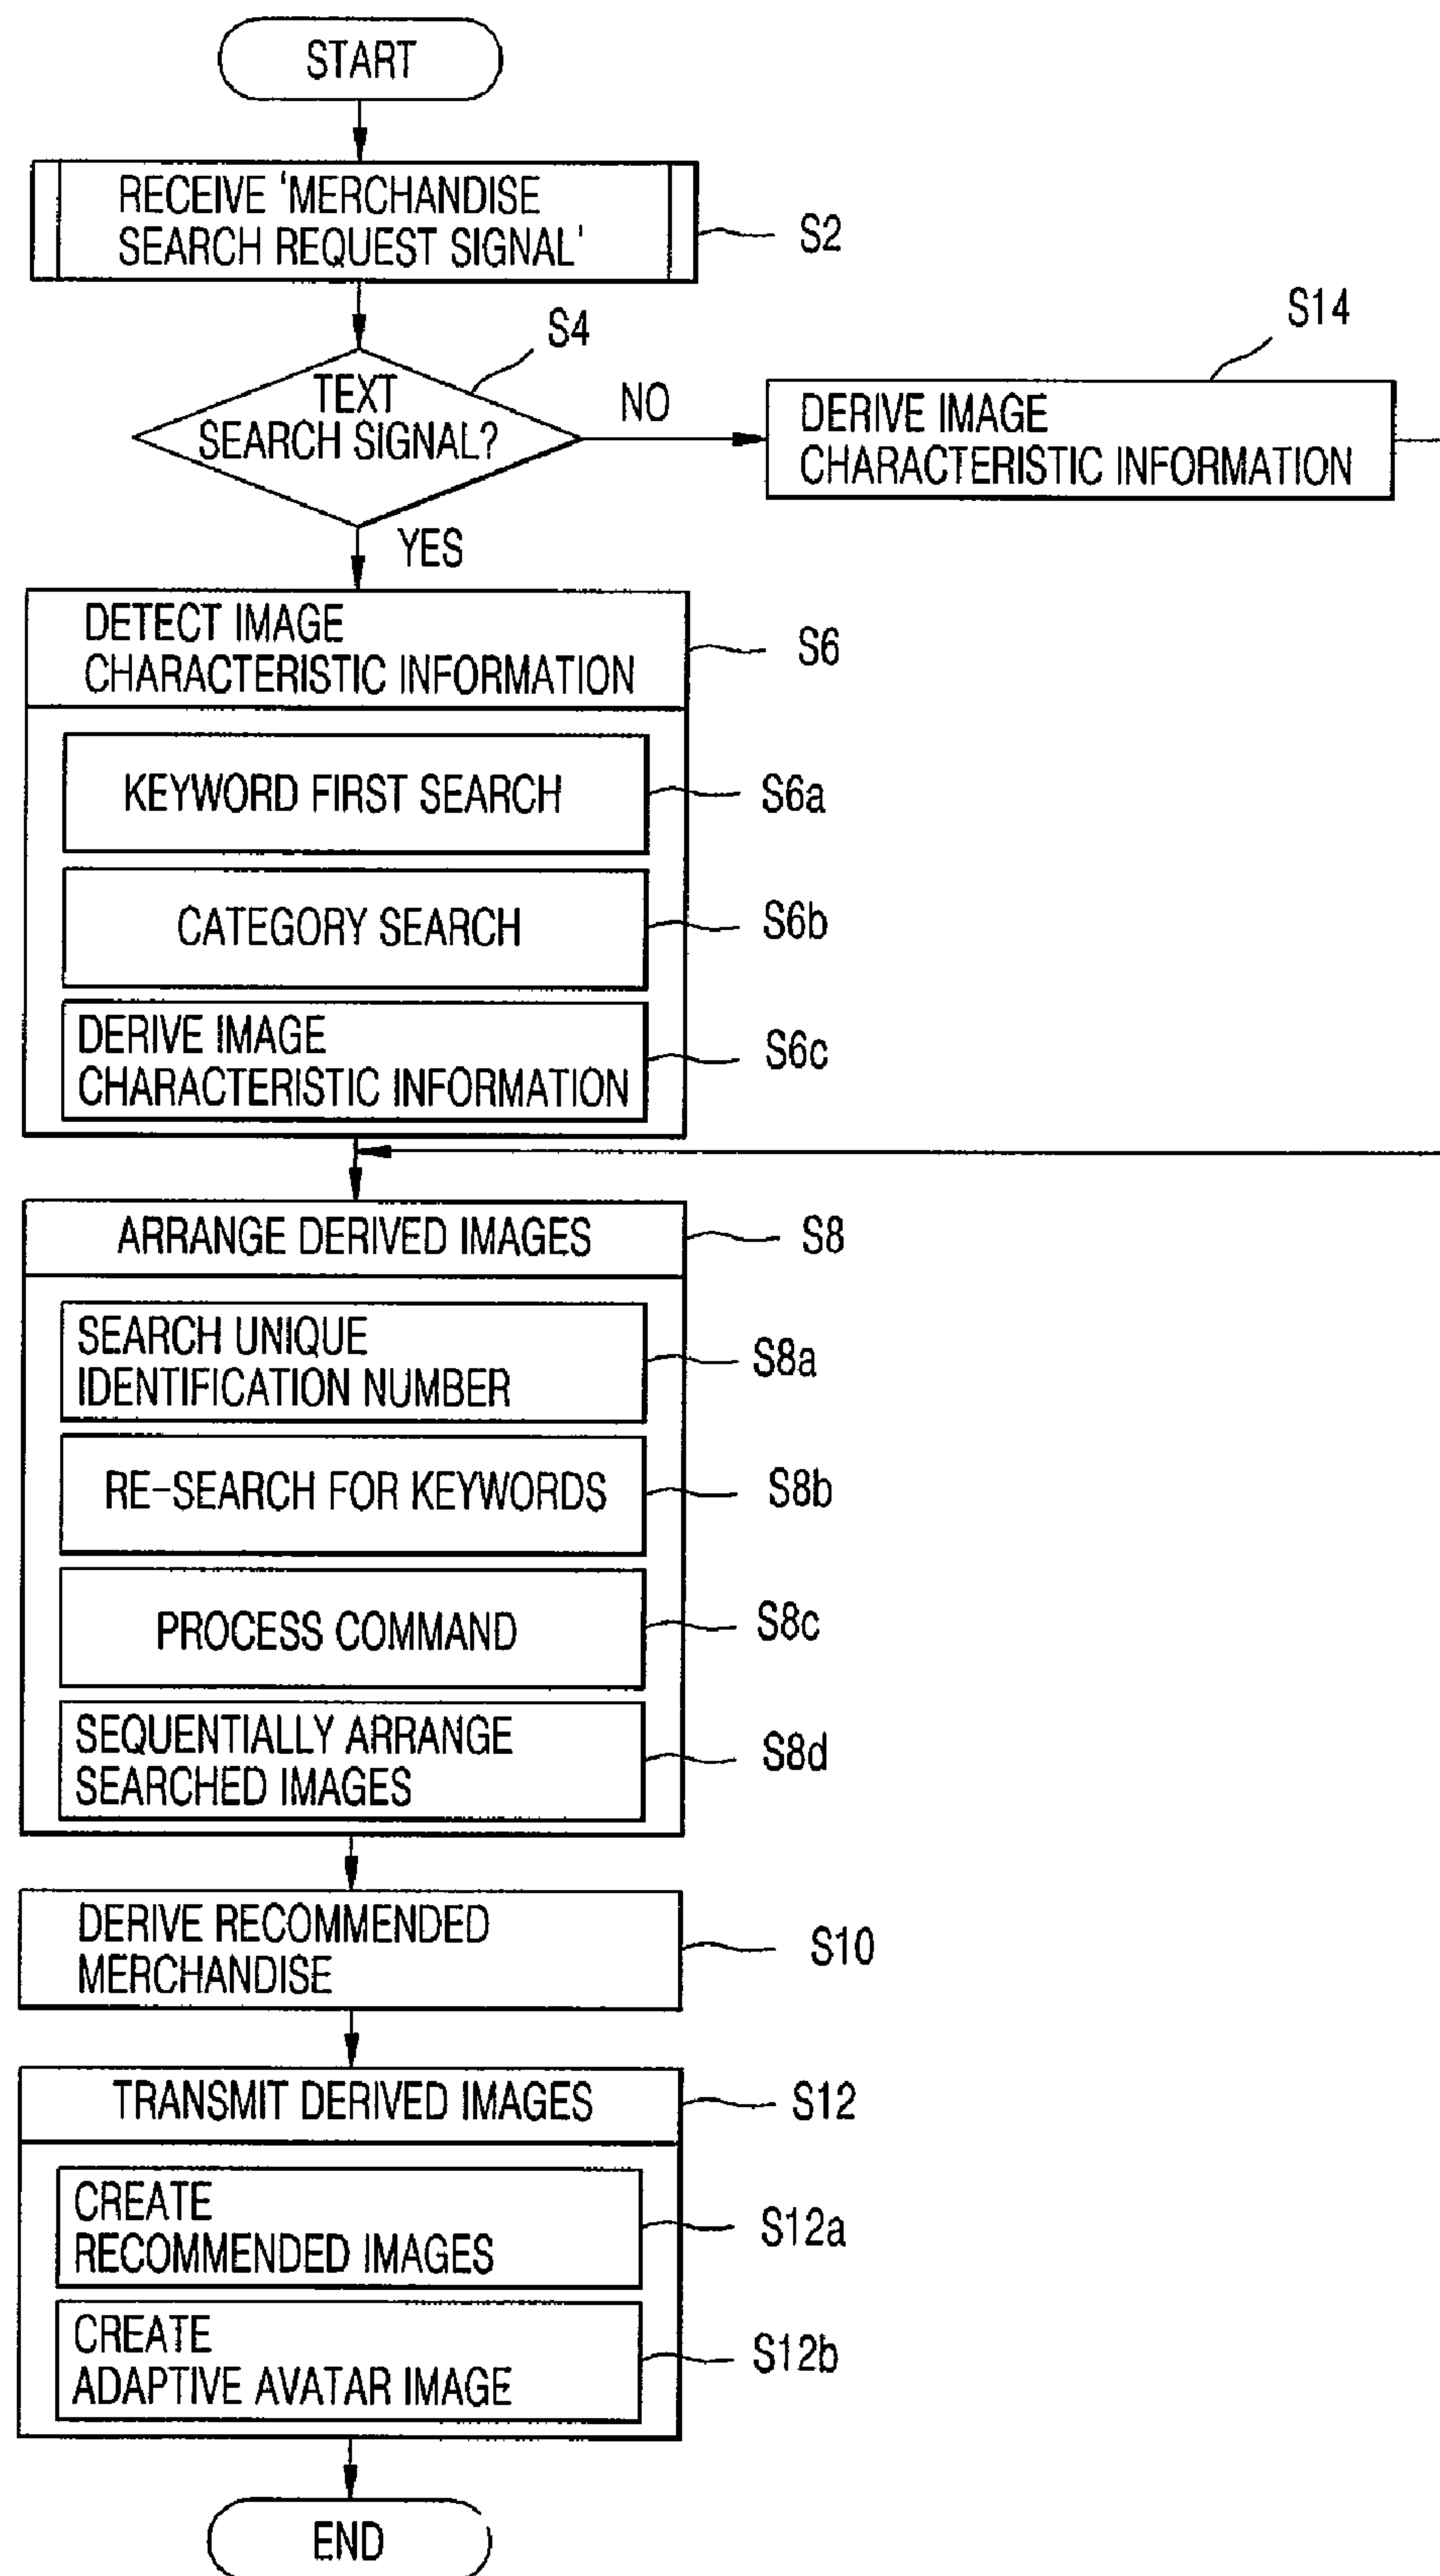 START
RECEIVE 'MERCHANDISE
SEARCH REQUEST SIGNAL'
S2
S4
TEXT
SEARCH SIGNAL?
NO
S14
DERIVE IMAGE
CHARACTERISTIC INFORMATION
YES
DETECT IMAGE
CHARACTERISTIC INFORMATION
S6
KEYWORD FIRST SEARCH
S6a
CATEGORY SEARCH
S6b
DERIVE IMAGE
CHARACTERISTIC INFORMATION
S6c
ARRANGE DERIVED IMAGES
S8
SEARCH UNIQUE
IDENTIFICATION NUMBER
S8a
RE-SEARCH FOR KEYWORDS
S8b
PROCESS COMMAND
S8c
SEQUENTIALLY ARRANGE
SEARCHED IMAGES
S8d
DERIVE RECOMMENDED
MERCHANDISE
S10
TRANSMIT DERIVED IMAGES
S12
CREATE
RECOMMENDED IMAGES
S12a
CREATE
ADAPTIVE AVATAR IMAGE
S12b
END